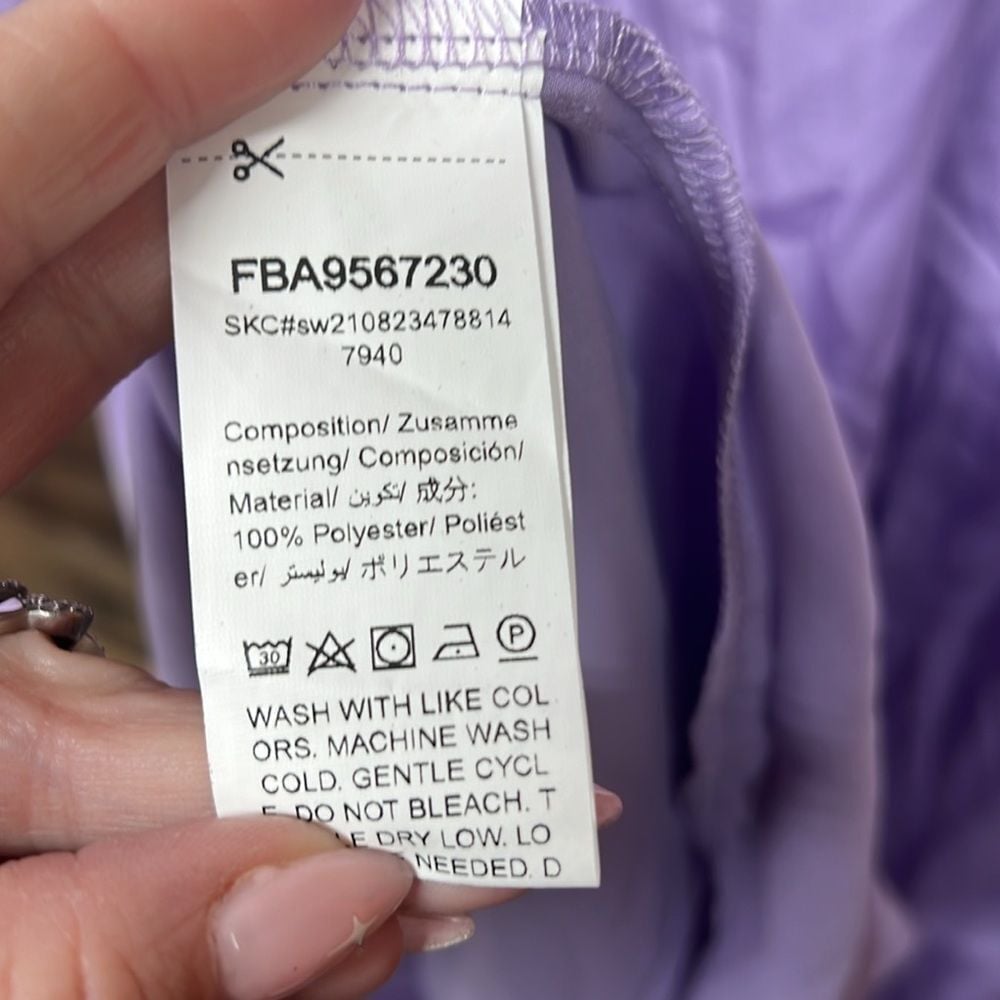 FBA9567230
SKC#sw210823478814
7940
Composition/ Zusamme
nsetzung/ Composición/
Material/ تكوين/ 成分:
100% Polyester/ Poliést
er/ بوليستر/ ポリエステル
30
P
WASH WITH LIKE COL
ORS. MACHINE WASH
COLD. GENTLE CYCL
E. DO NOT BLEACH. T
DRY LOW. LO
NEEDED. D